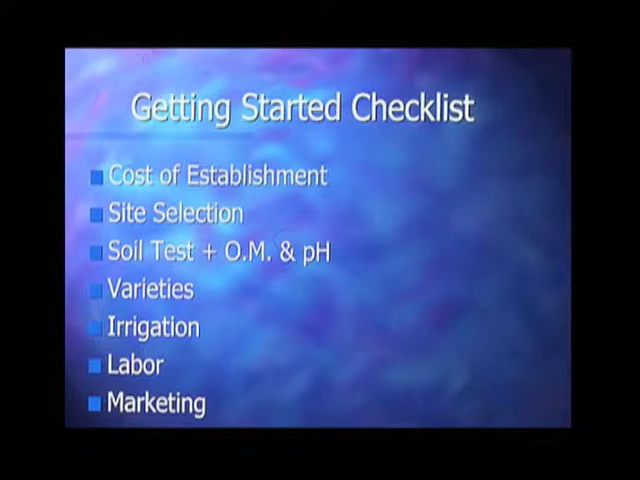 Getting Started Checklist
Cost of Establishment
Site Selection
Soil Test + O.M. & pH
Varieties
Irrigation
Labor
Marketing